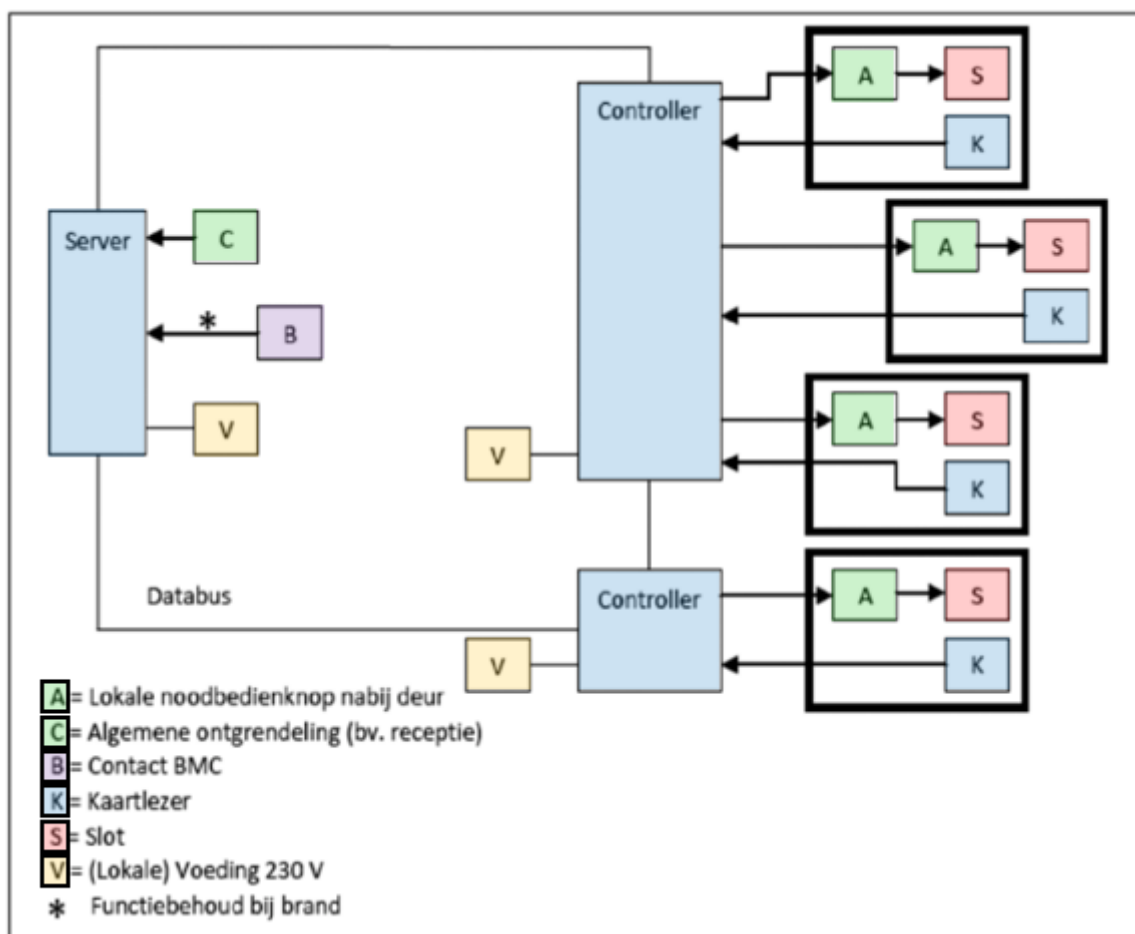 Controller
A
S
K
Server
C
A
S
B
K
V
A
S
V
K
Databus
Controller
A
S
V
K
A = Lokale noodbedienknop nabij deur
C = Algemene ontgrendeling (bv. receptie)
B = Contact BMC
K = Kaartlezer
S = Slot
V = (Lokale) Voeding 230 V
* Functiebehoud bij brand